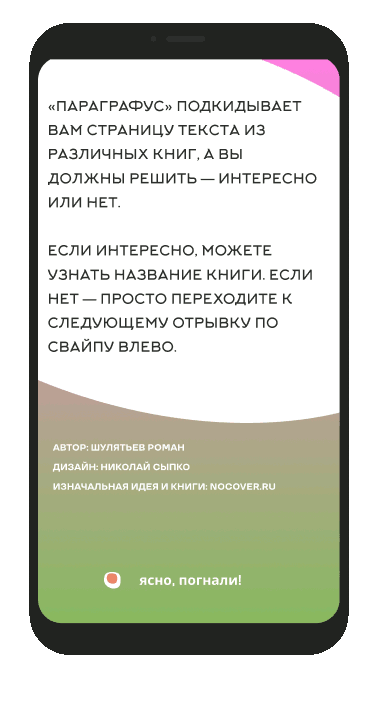 «ПАРАГРАФУС» ПОДКИДЫВАЕТ
ВАМ СТРАНИЦУ ТЕКСТА ИЗ
РАЗЛИЧНЫХ КНИГ, А ВЫ
ДОЛЖНЫ РЕШИТЬ — ИНТЕРЕСНО
ИЛИ НЕТ.
ЕСЛИ ИНТЕРЕСНО, МОЖЕТЕ
УЗНАТЬ НАЗВАНИЕ КНИГИ. ЕСЛИ
НЕТ — ПРОСТО ПЕРЕХОДИТЕ К
СЛЕДУЮЩЕМУ ОТРЫВКУ ПО
СВАЙПУ ВЛЕВО.
АВТОР: ШУЛЯТЬЕВ РОМАН
ДИЗАЙН: НИКОЛАЙ СЫПКО
ИЗНАЧАЛЬНАЯ ИДЕЯ И КНИГИ: NOCOVER.RU
ясно, погнали!